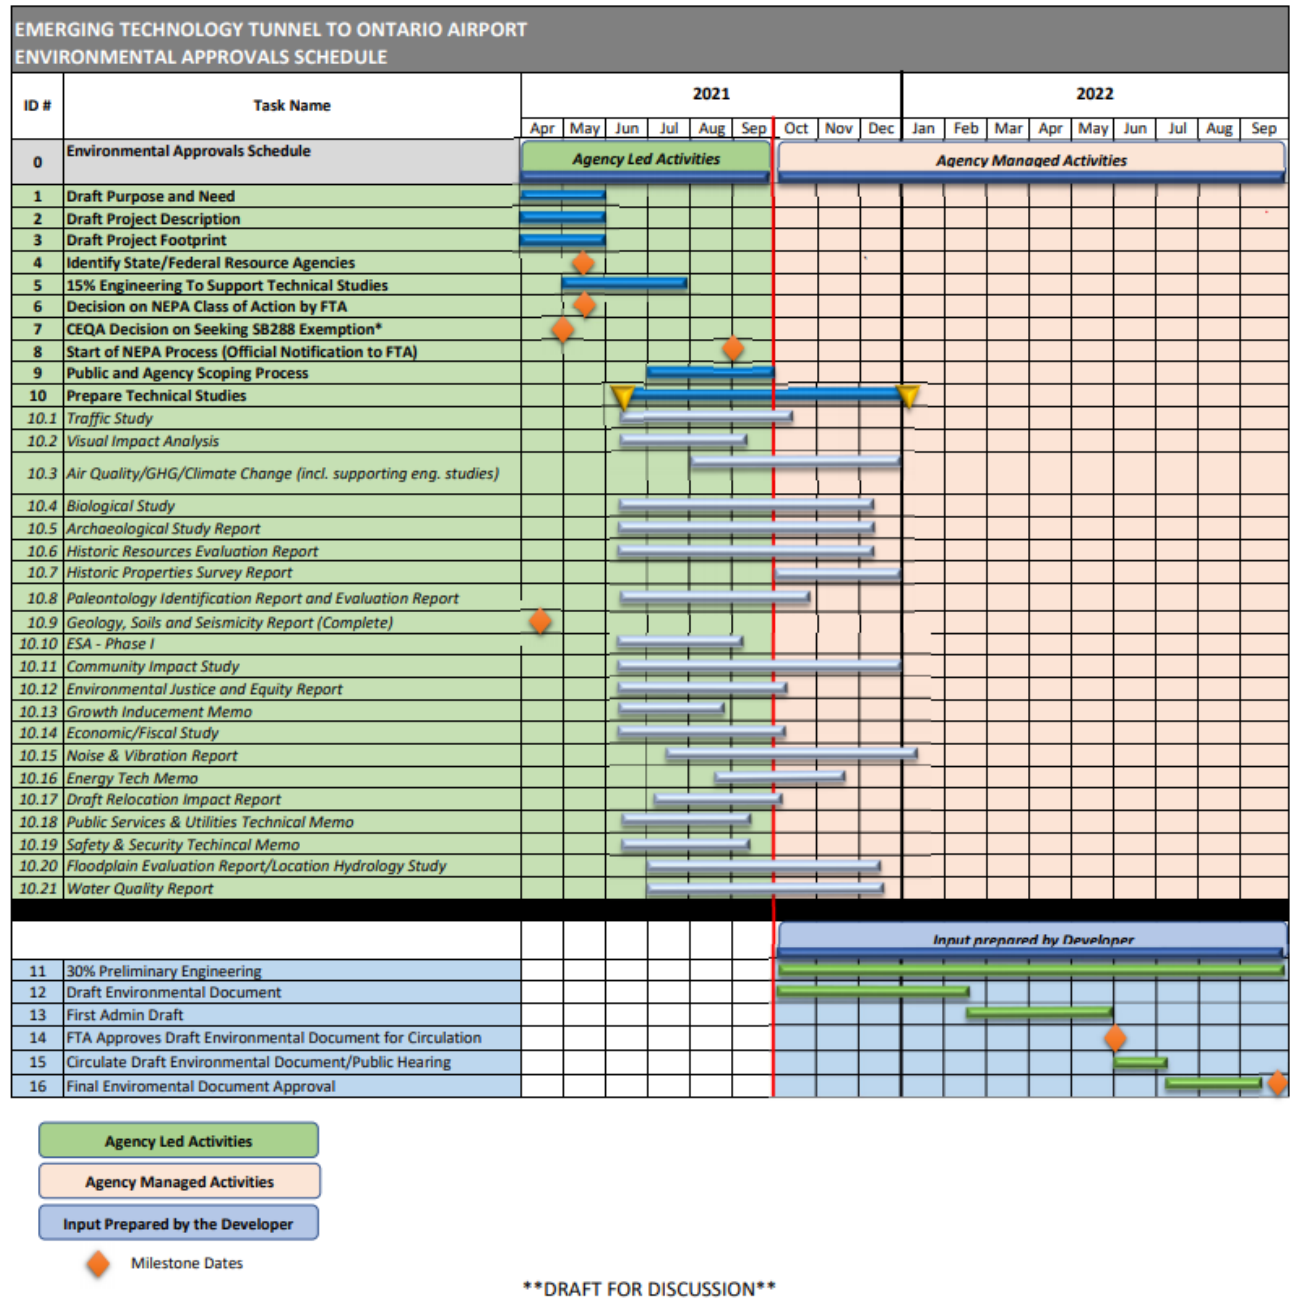 EMERGING TECHNOLOGY TUNNEL TO ONTARIO AIRPORT
ENVIRONMENTAL APPROVALS SCHEDULE
ID # Task Name 2021 2022
Apr May Jun Jul Aug Sep Oct Nov Dec Jan Feb Mar Apr May Jun Jul Aug Sep
0 Environmental Approvals Schedule Agency Led Activities Agency Managed Activities
1 Draft Purpose and Need
2 Draft Project Description
3 Draft Project Footprint
4 Identify State/Federal Resource Agencies
5 15% Engineering To Support Technical Studies
6 Decision on NEPA Class of Action by FTA
7 CEQA Decision on Seeking SB288 Exemption*
8 Start of NEPA Process (Official Notification to FTA)
9 Public and Agency Scoping Process
10 Prepare Technical Studies
10.1 Traffic Study
10.2 Visual Impact Analysis
10.3 Air Quality/GHG/Climate Change (incl. supporting eng. studies)
10.4 Biological Study
10.5 Archaeological Study Report
10.6 Historic Resources Evaluation Report
10.7 Historic Properties Survey Report
10.8 Paleontology Identification Report and Evaluation Report
10.9 Geology, Soils and Seismicity Report (Complete)
10.10 ESA - Phase I
10.11 Community Impact Study
10.12 Environmental Justice and Equity Report
10.13 Growth Inducement Memo
10.14 Economic/Fiscal Study
10.15 Noise & Vibration Report
10.16 Energy Tech Memo
10.17 Draft Relocation Impact Report
10.18 Public Services & Utilities Technical Memo
10.19 Safety & Security Techincal Memo
10.20 Floodplain Evaluation Report/Location Hydrology Study
10.21 Water Quality Report
Input prepared by Developer
11 30% Preliminary Engineering
12 Draft Environmental Document
13 First Admin Draft
14 FTA Approves Draft Environmental Document for Circulation
15 Circulate Draft Environmental Document/Public Hearing
16 Final Enviromental Document Approval
Agency Led Activities
Agency Managed Activities
Input Prepared by the Developer
Milestone Dates
**DRAFT FOR DISCUSSION**